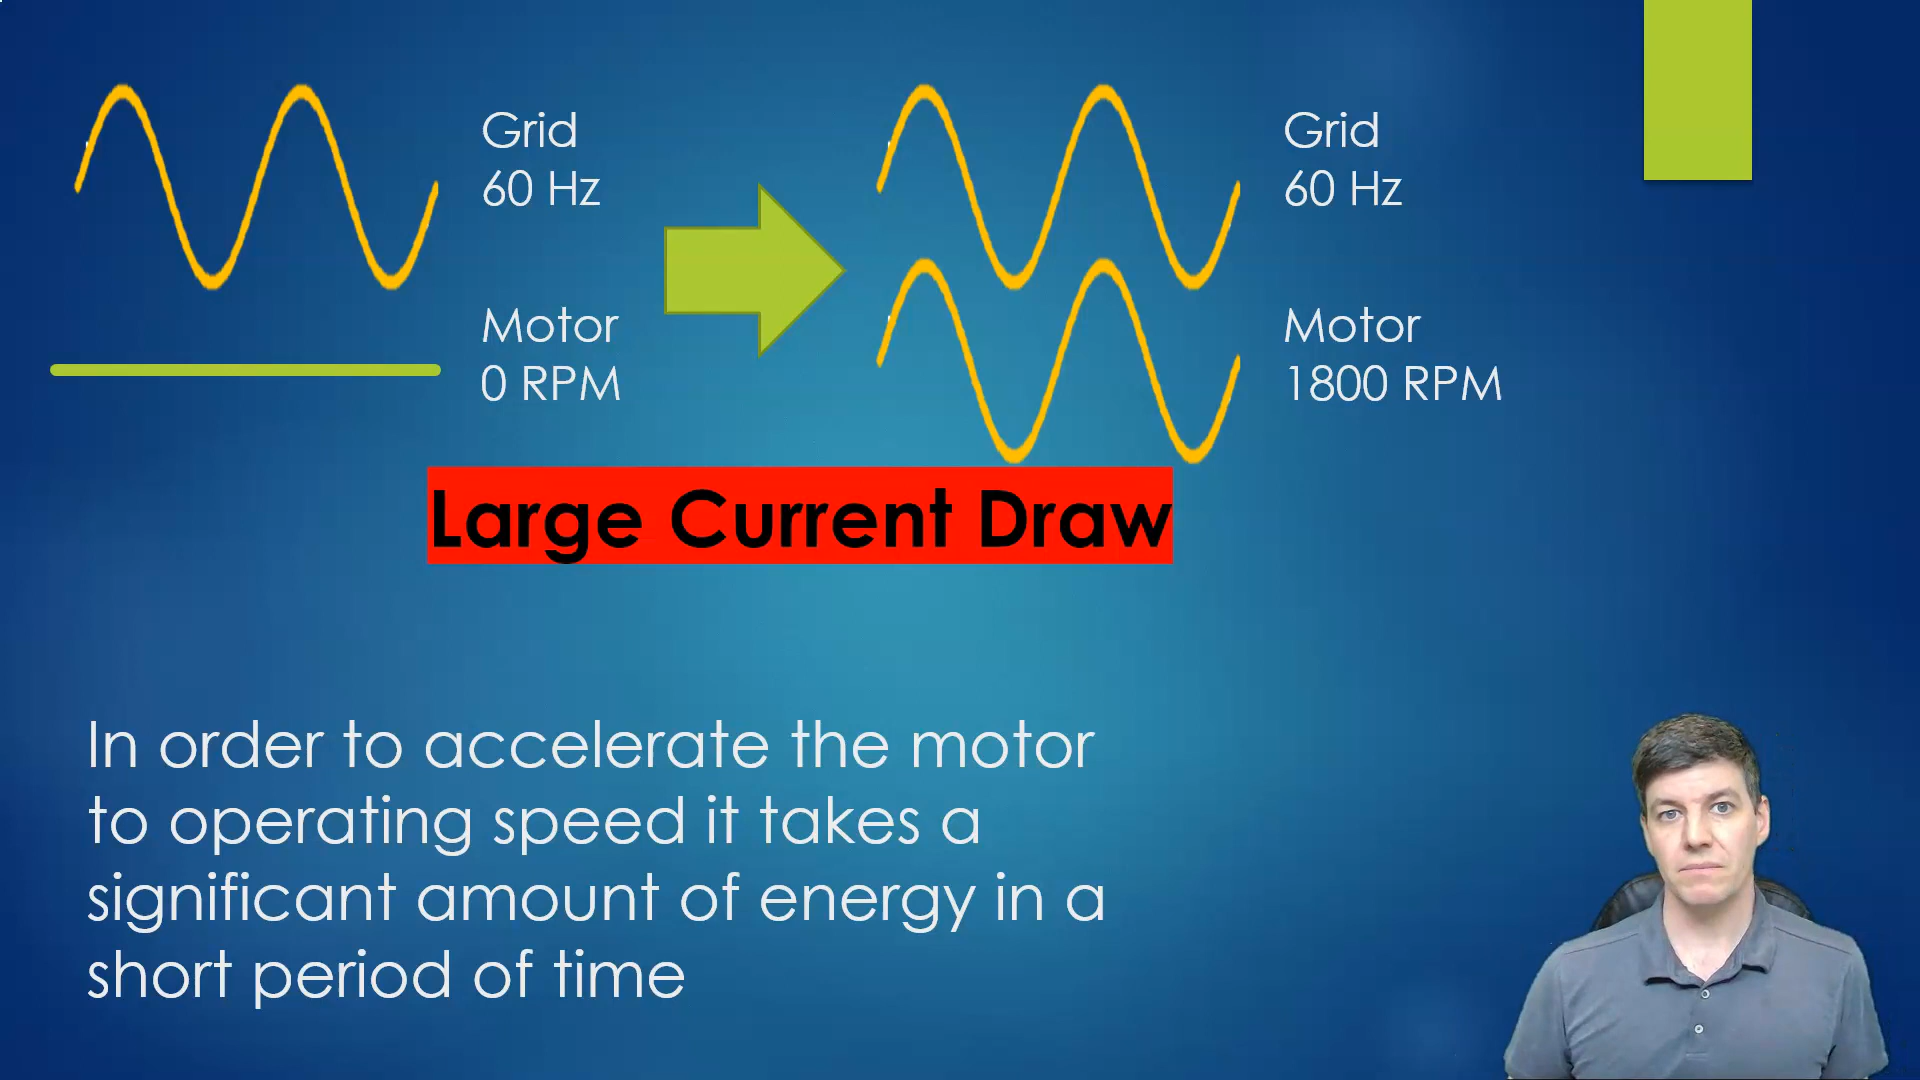 Grid
60 Hz
Motor
0 RPM
Grid
60 Hz
Motor
1800 RPM
Large Current Draw
In order to accelerate the motor
to operating speed it takes a
significant amount of energy in a
short period of time